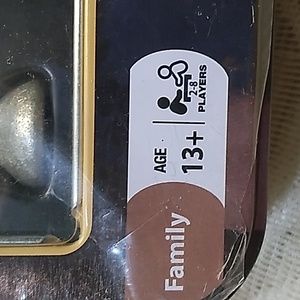 Family
AGE
13+
2-8
PLAYERS